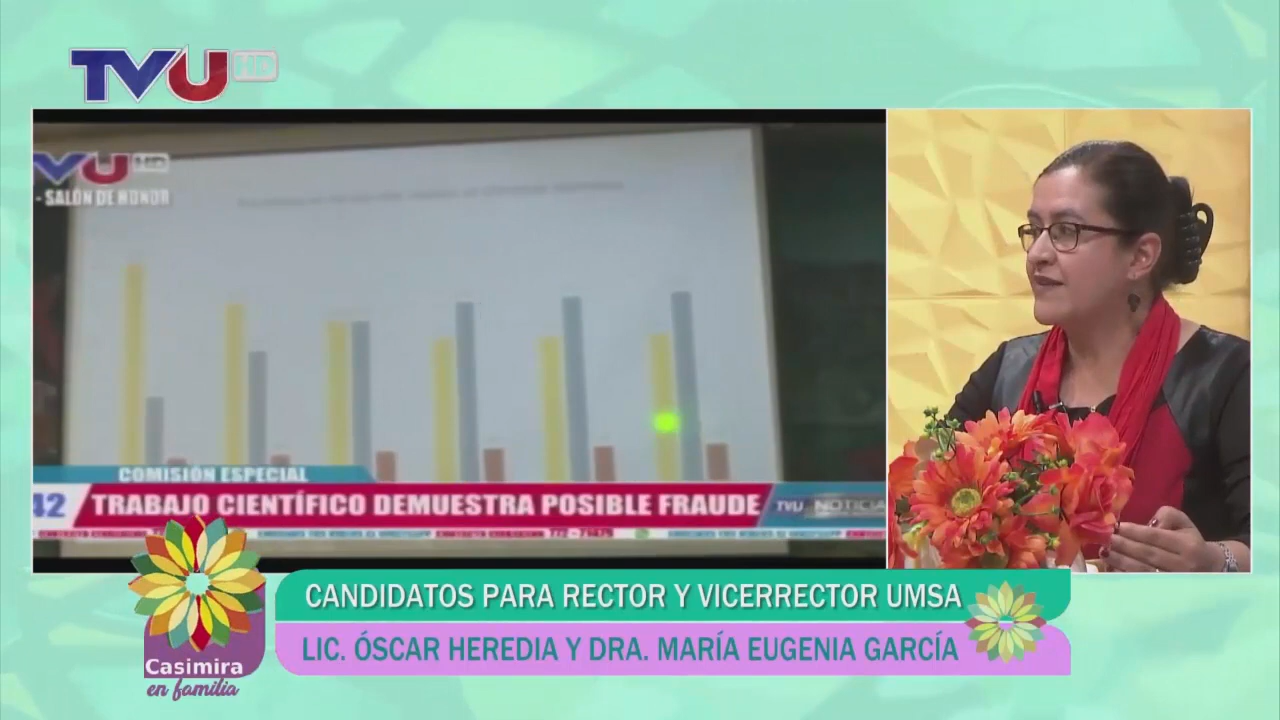 TVU HD
TVU HD
- SALÓN DE HONOR
COMISIÓN ESPECIAL
42
TRABAJO CIENTÍFICO DEMUESTRA POSIBLE FRAUDE
TVU NOTICIA
CANDIDATOS PARA RECTOR Y VICERRECTOR UMSA
LIC. ÓSCAR HEREDIA Y DRA. MARÍA EUGENIA GARCÍA
Casimira
en familia